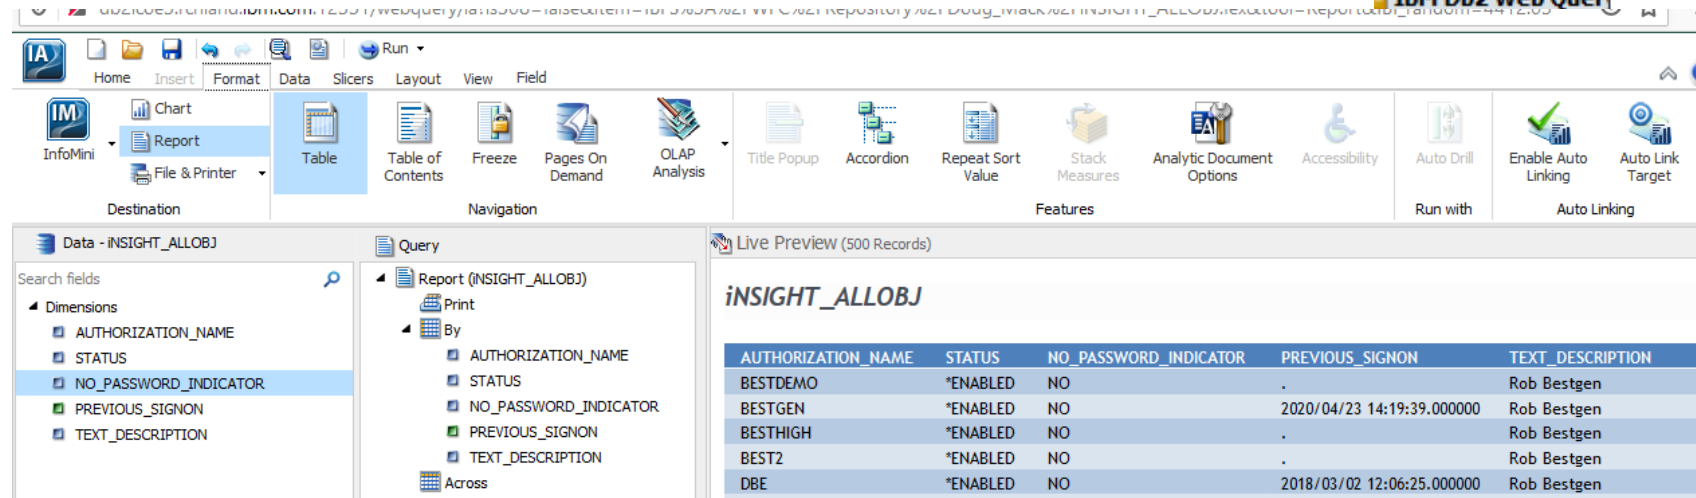 IBM Db2 Web Query
IA
Run
Home Insert Format Data Slicers Layout View Field
IM
InfoMini
Chart
Report
File & Printer
Destination
Table
Table of
Contents
Freeze
Pages On
Demand
OLAP
Analysis
Navigation
Title Popup
Accordion
Repeat Sort
Value
Stack
Measures
Analytic Document
Options
Accessibility
Features
Auto Drill
Run with
Enable Auto
Linking
Auto Link
Target
Auto Linking
Data - iNSIGHT_ALLOBJ
Search fields
Dimensions
AUTHORIZATION_NAME
STATUS
NO_PASSWORD_INDICATOR
PREVIOUS_SIGNON
TEXT_DESCRIPTION
Query
Report (iNSIGHT_ALLOBJ)
Print
By
AUTHORIZATION_NAME
STATUS
NO_PASSWORD_INDICATOR
PREVIOUS_SIGNON
TEXT_DESCRIPTION
Across
Live Preview (500 Records)
iNSIGHT_ALLOBJ
AUTHORIZATION_NAME STATUS NO_PASSWORD_INDICATOR PREVIOUS_SIGNON TEXT_DESCRIPTION
BESTDEMO *ENABLED NO . Rob Bestgen
BESTGEN *ENABLED NO 2020/04/23 14:19:39.000000 Rob Bestgen
BESTHIGH *ENABLED NO . Rob Bestgen
BEST2 *ENABLED NO . Rob Bestgen
DBE *ENABLED NO 2018/03/02 12:06:25.000000 Rob Bestgen